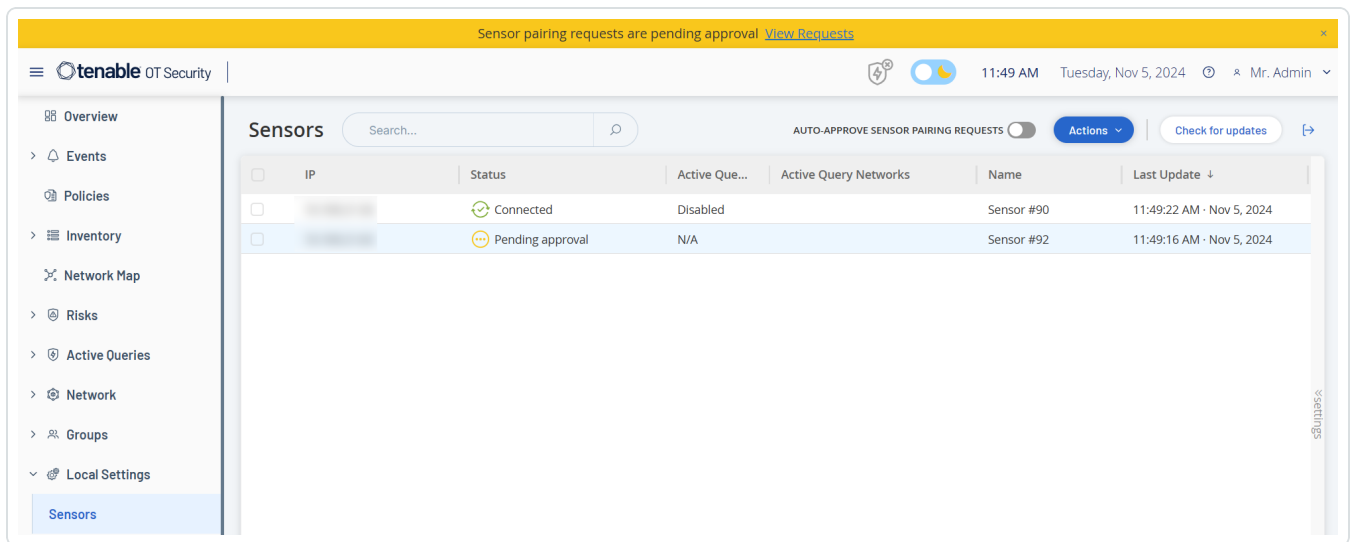 Sensor pairing requests are pending approval View Requests ×
tenable OT Security 11:49 AM Tuesday, Nov 5, 2024 Mr. Admin
Overview
Events
Policies
Inventory
Network Map
Risks
Active Queries
Network
Groups
Local Settings
Sensors
Sensors Search... AUTO-APPROVE SENSOR PAIRING REQUESTS Actions Check for updates
IP Status Active Que... Active Query Networks Name Last Update ↓
Connected Disabled Sensor #90 11:49:22 AM · Nov 5, 2024
Pending approval N/A Sensor #92 11:49:16 AM · Nov 5, 2024
settings